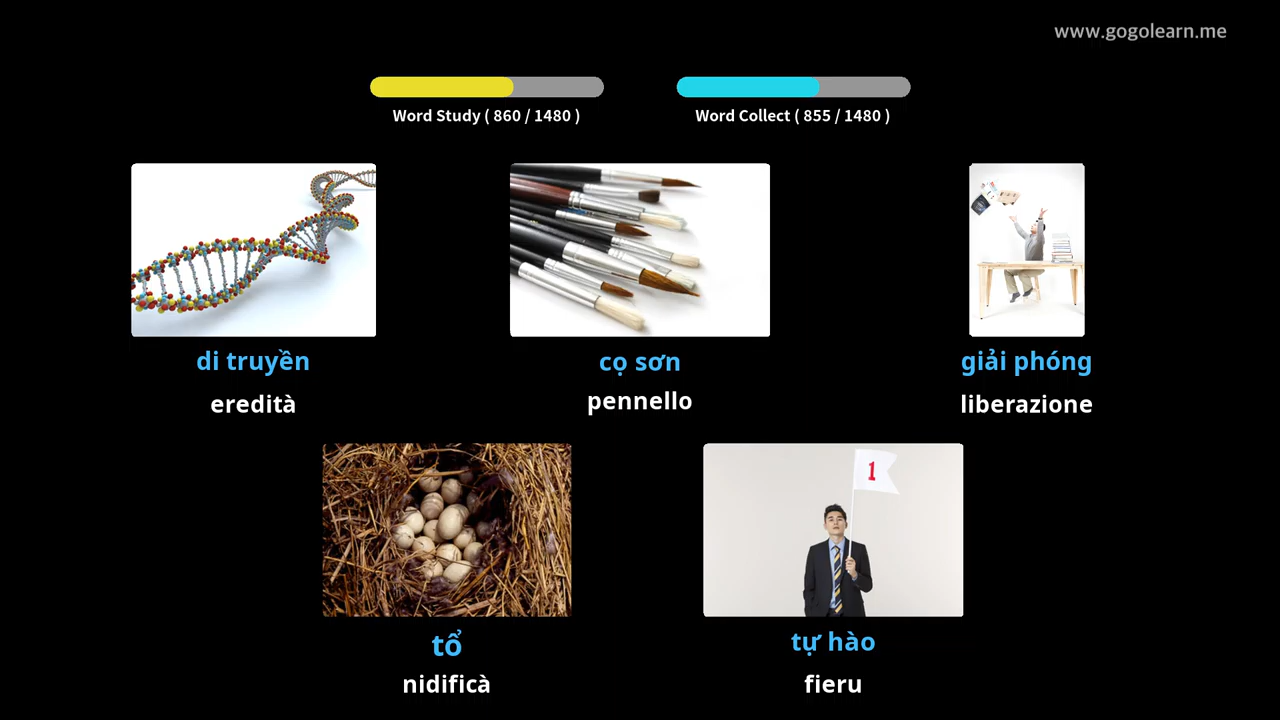 www.gogolearn.me
Word Study ( 860 / 1480 )
Word Collect ( 855 / 1480 )
di truyền
eredità
cọ sơn
pennello
giải phóng
liberazione
1
tổ
nidificà
tự hào
fieru